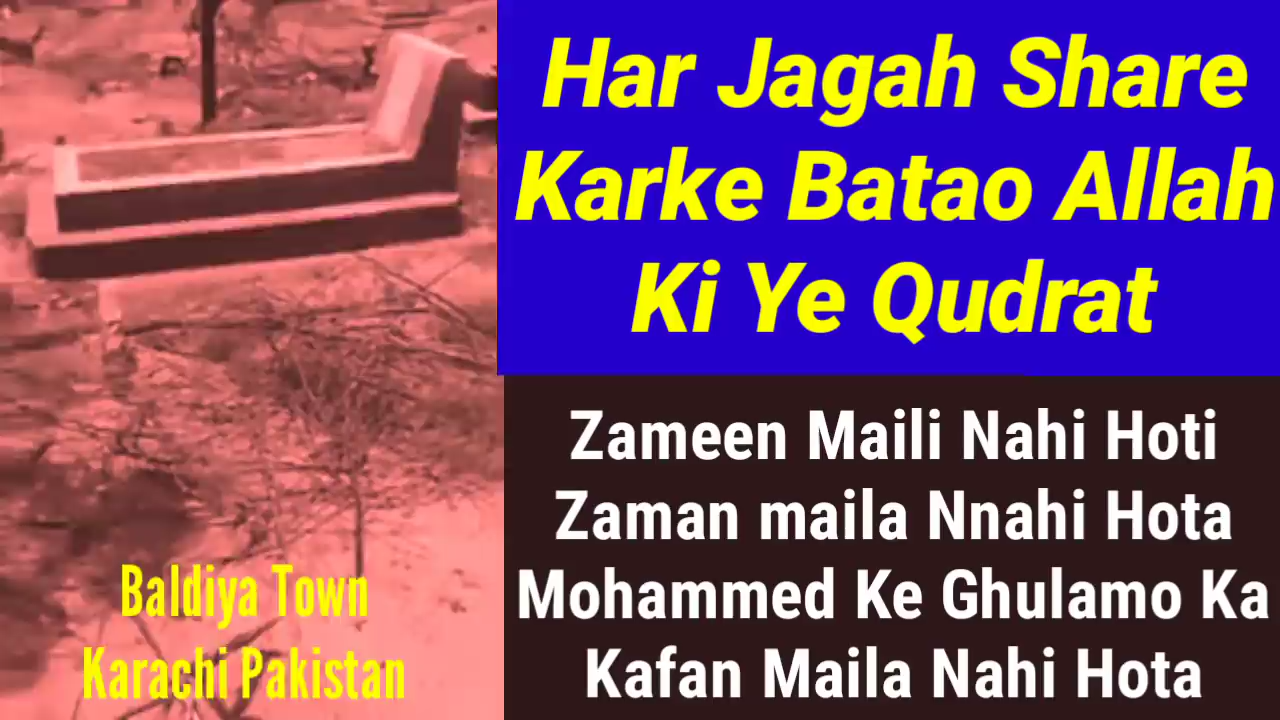 Har Jagah Share
Karke Batao Allah
Ki Ye Qudrat
Zameen Maili Nahi Hoti
Zaman maila Nnahi Hota
Mohammed Ke Ghulamo Ka
Kafan Maila Nahi Hota
Baldiya Town
Karachi Pakistan